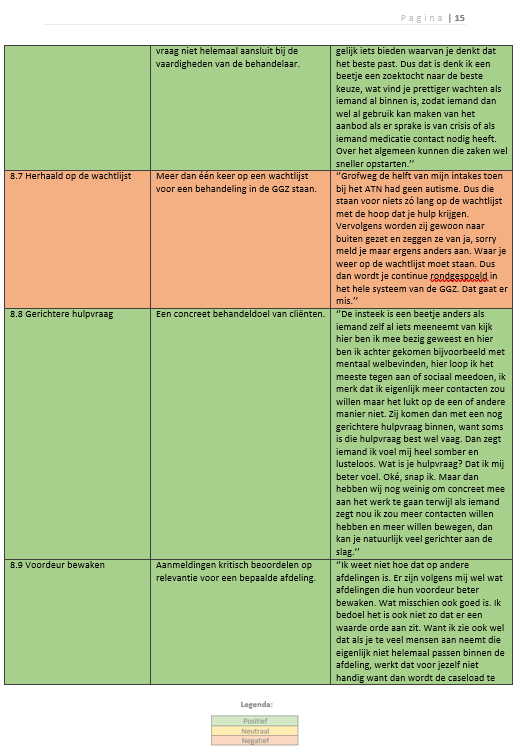 Pagina | 15
vraag niet helemaal aansluit bij de
vaardigheden van de behandelaar.
gelijk iets bieden waarvan je denkt dat
het beste past. Dus dat is denk ik een
beetje een zoektocht naar de beste
keuze, wat vind je prettiger wachten als
iemand al binnen is, zodat iemand dan
wel al gebruik kan maken van het
aanbod als er sprake is van crisis of als
iemand medicatie contact nodig heeft.
Over het algemeen kunnen die zaken wel
sneller opstarten.’’
8.7 Herhaald op de wachtlijst
Meer dan één keer op een wachtlijst
voor een behandeling in de GGZ staan.
‘‘Grofweg de helft van mijn intakes toen
bij het ATN had geen autisme. Dus die
staan voor niets zó lang op de wachtlijst
met de hoop dat je hulp krijgen.
Vervolgens worden zij gewoon naar
buiten gezet en zeggen ze van ja, sorry
meld je maar ergens anders aan. Waar je
weer op de wachtlijst moet staan. Dus
dan wordt je continue rondgespoeld in
het hele systeem van de GGZ. Dat gaat er
mis.’’
8.8 Gerichtere hulpvraag
Een concreet behandeldoel van cliënten.
‘‘De insteek is een beetje anders als
iemand zelf al iets meeneemt van kijk
hier ben ik mee bezig geweest en hier
ben ik achter gekomen bijvoorbeeld met
mentaal welbevinden, hier loop ik het
meeste tegen aan of sociaal meedoen, ik
merk dat ik eigenlijk meer contacten zou
willen maar het lukt op de een of andere
manier niet. Zij komen dan met een nog
gerichtere hulpvraag binnen, want soms
is die hulpvraag best wel vaag. Dan zegt
iemand ik voel mij heel somber en
lusteloos. Wat is je hulpvraag? Dat ik mij
beter voel. Oké, snap ik. Maar dan
hebben wij nog weinig om concreet mee
aan het werk te gaan terwijl als iemand
zegt nou ik zou meer contacten willen
hebben en meer willen bewegen, dan
kan je natuurlijk veel gerichter aan de
slag.’’
8.9 Voordeur bewaken
Aanmeldingen kritisch beoordelen op
relevantie voor een bepaalde afdeling.
‘‘Ik weet niet hoe dat op andere
afdelingen is. Er zijn volgens mij wel wat
afdelingen die hun voordeur beter
bewaken. Wat misschien ook goed is. Ik
bedoel het is ook niet zo dat er een
waarde orde aan zit. Want ik zie ook wel
dat als je te veel mensen aan neemt die
eigenlijk niet helemaal passen binnen de
afdeling, werkt dat voor jezelf niet
handig want dan wordt de caseload te
Legenda:
Positief
Neutraal
Negatief